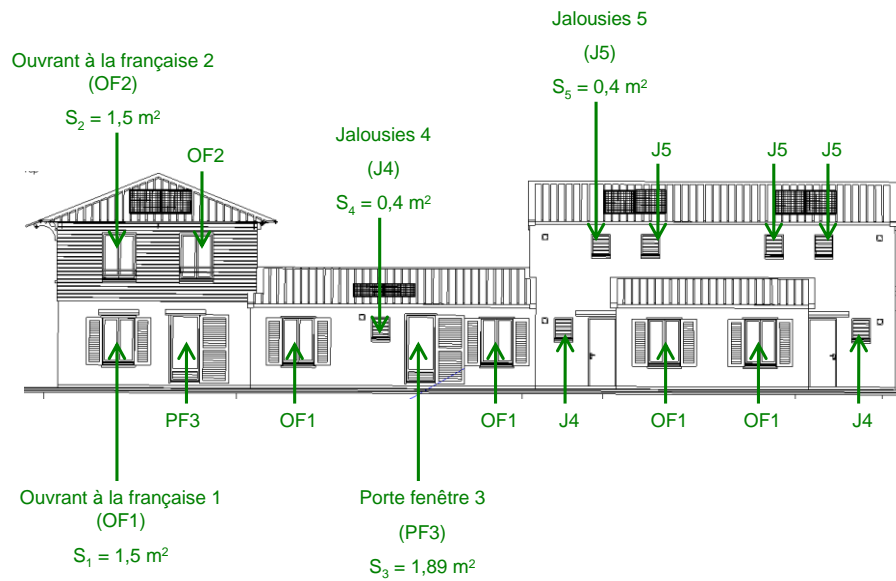 Jalousies 5
(J5)
S₅ = 0,4 m²
Ouvrant à la française 2
(OF2)
S₂ = 1,5 m²
OF2
Jalousies 4
(J4)
S₄ = 0,4 m²
J5
J5
J5
PF3
OF1
OF1
J4
OF1
OF1
J4
Ouvrant à la française 1
(OF1)
S₁ = 1,5 m²
Porte fenêtre 3
(PF3)
S₃ = 1,89 m²